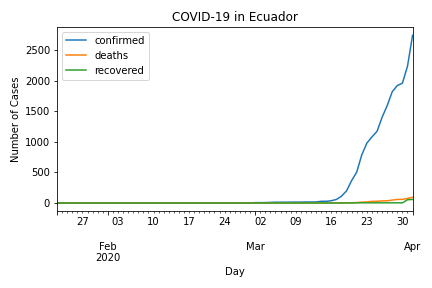 COVID-19 in Ecuador
confirmed
deaths
recovered
Number of Cases
2500
2000
1500
1000
500
0
27 03 10 17 24 02 09 16 23 30
Feb Mar Apr
2020
Day